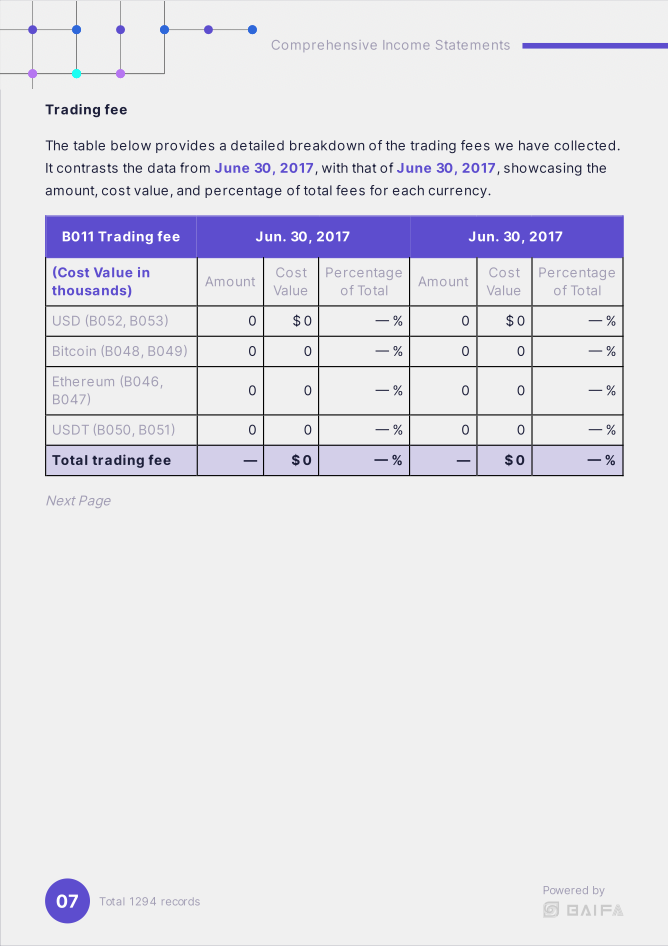 Comprehensive Income Statements
Trading fee
The table below provides a detailed breakdown of the trading fees we have collected.
It contrasts the data from June 30, 2017, with that of June 30, 2017, showcasing the
amount, cost value, and percentage of total fees for each currency.
B011 Trading fee Jun. 30, 2017 Jun. 30, 2017
(Cost Value in
thousands) Amount Cost Value Percentage of Total Amount Cost Value Percentage of Total
USD (B052, B053) 0 $ 0 — % 0 $ 0 — %
Bitcoin (B048, B049) 0 0 — % 0 0 — %
Ethereum (B046,
B047) 0 0 — % 0 0 — %
USDT (B050, B051) 0 0 — % 0 0 — %
Total trading fee — $ 0 — % — $ 0 — %
Next Page
07 Total 1294 records
Powered by
BAIFA